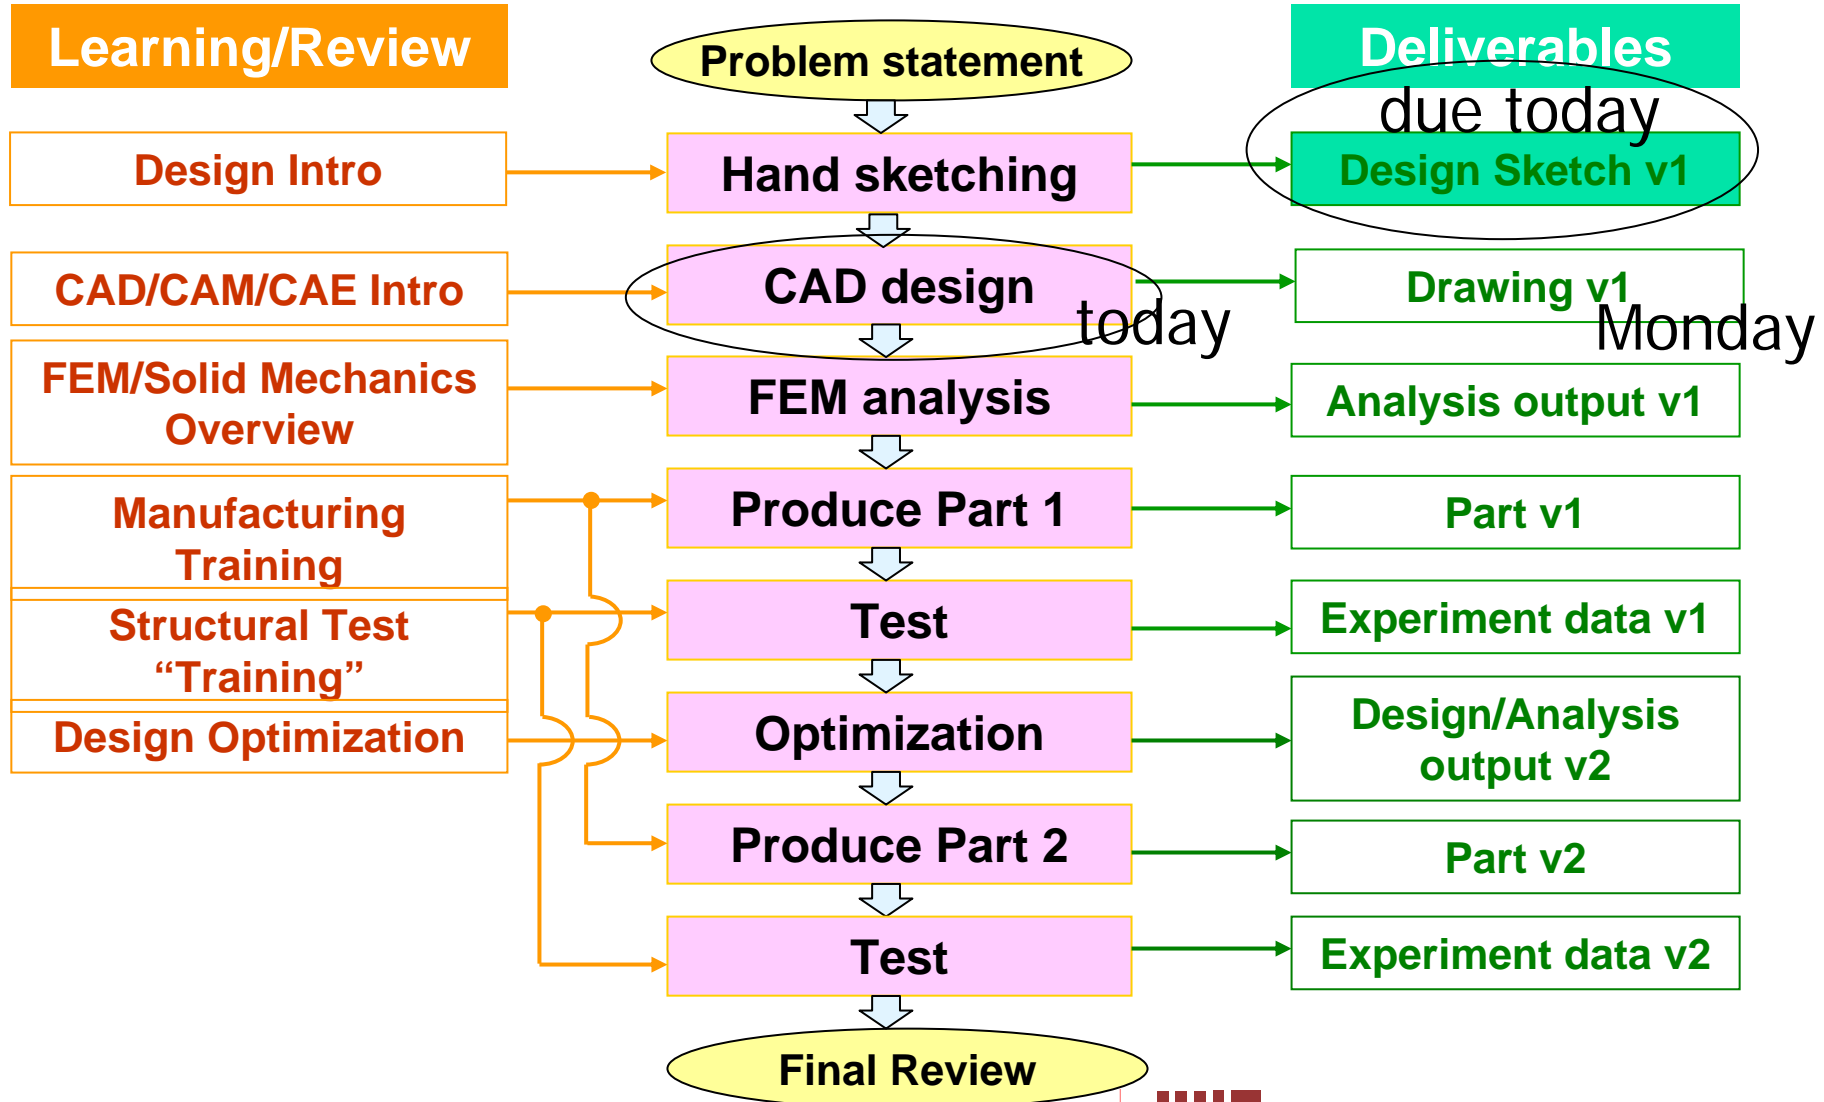 Learning/Review
Problem statement
Deliverables
due today
Design Intro
Hand sketching
Design Sketch v1
CAD/CAM/CAE Intro
CAD design
today
Drawing v1
Monday
FEM/Solid Mechanics
Overview
FEM analysis
Analysis output v1
Manufacturing
Training
Produce Part 1
Part v1
Structural Test
“Training”
Test
Experiment data v1
Design Optimization
Optimization
Design/Analysis
output v2
Produce Part 2
Part v2
Test
Experiment data v2
Final Review